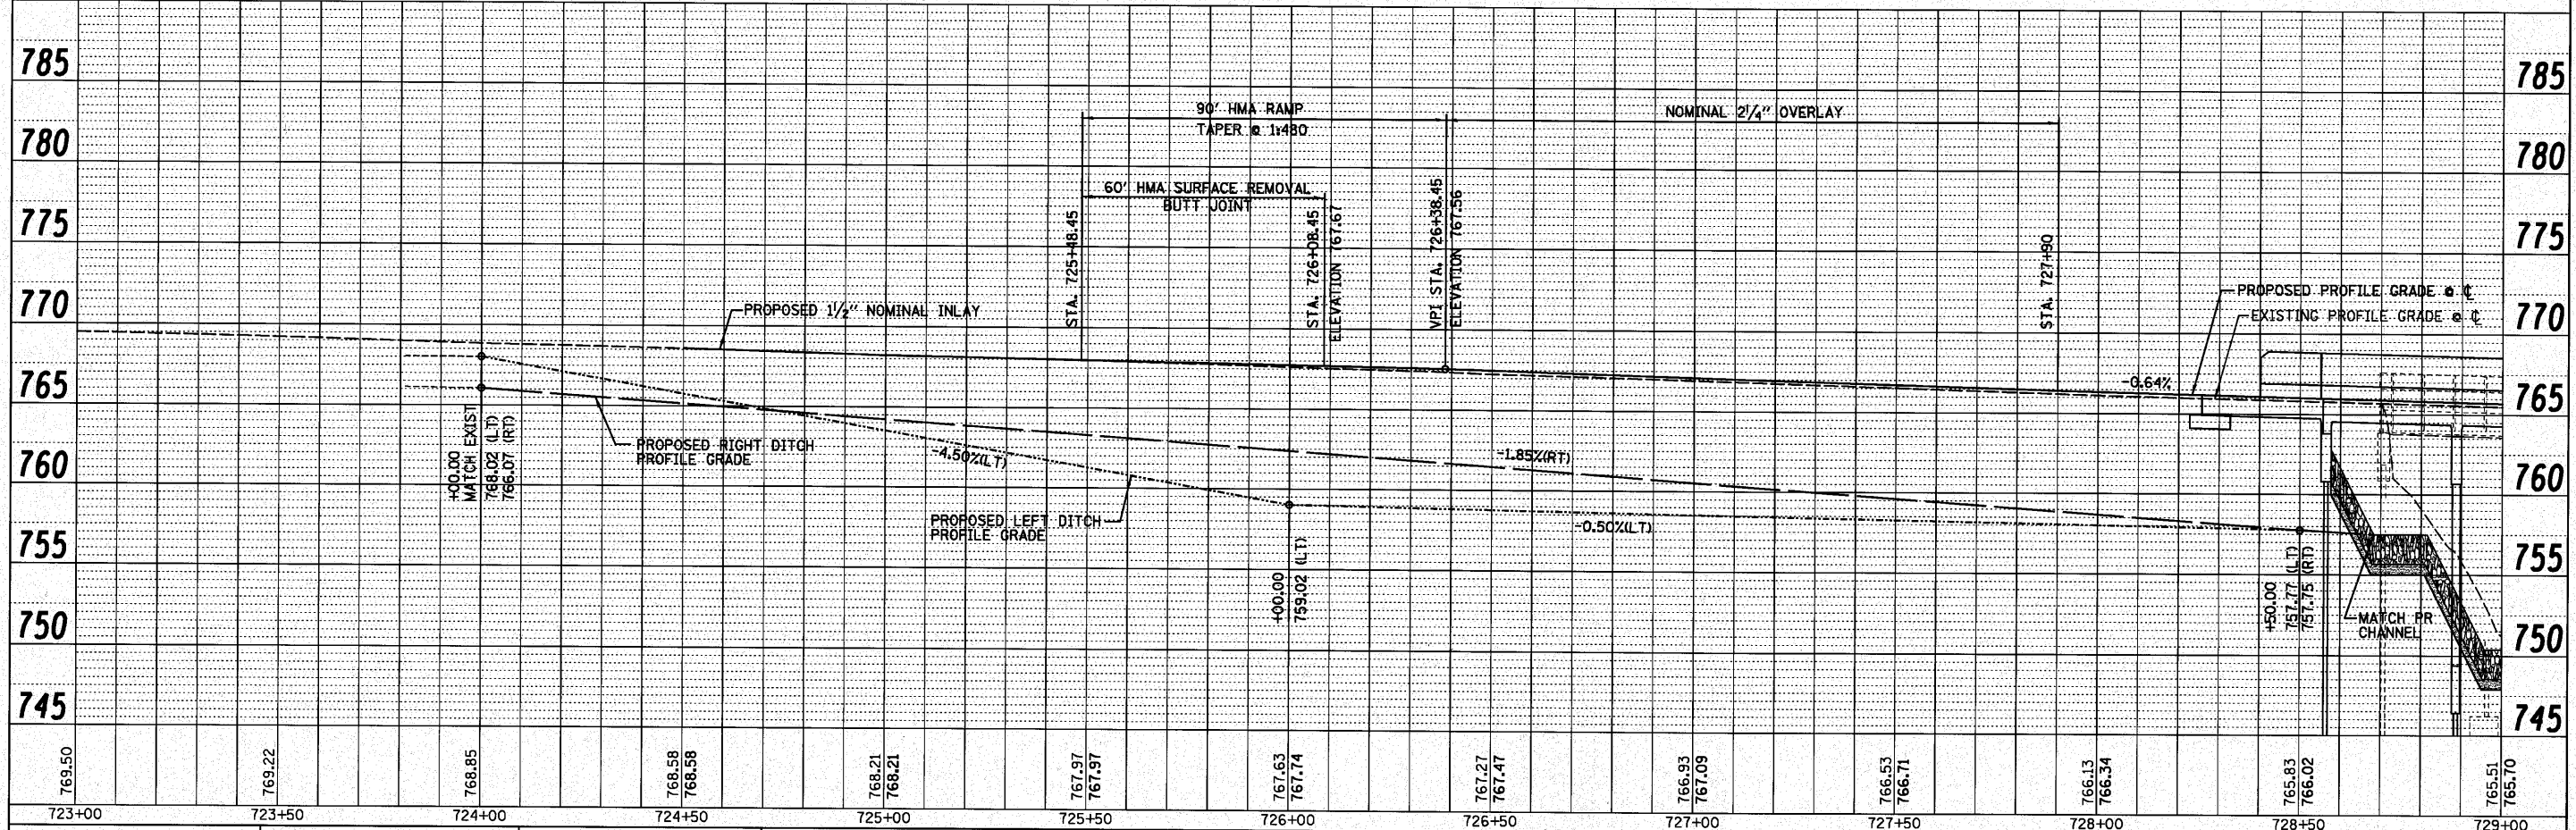 785
785
90' HMA RAMP
TAPER @ 1:480
NOMINAL 2 1/4" OVERLAY
780
780
60' HMA SURFACE REMOVAL
BUTT JOINT
775
775
STA. 725+48.45
STA. 726+08.45
ELEVATION 767.67
VPI STA. 726+38.45
ELEVATION 767.56
STA. 727+90
770
770
PROPOSED 1 1/2" NOMINAL INLAY
PROPOSED PROFILE GRADE @ ℄
EXISTING PROFILE GRADE @ ℄
765
765
-0.64%
+00.00
MATCH EXIST
768.02 (LT)
766.07 (RT)
PROPOSED RIGHT DITCH
PROFILE GRADE
-4.50%(LT)
-1.85%(RT)
760
760
PROPOSED LEFT DITCH
PROFILE GRADE
-0.50%(LT)
755
755
+00.00
759.02 (LT)
+50.00
757.77 (LT)
757.75 (RT)
MATCH PR
CHANNEL
750
750
745
745
769.50
769.22
768.85
768.58
768.58
768.21
768.21
767.97
767.97
767.63
767.74
767.27
767.47
766.93
767.09
766.53
766.71
766.13
766.34
765.83
766.02
765.51
765.70
723+00
723+50
724+00
724+50
725+00
725+50
726+00
726+50
727+00
727+50
728+00
728+50
729+00